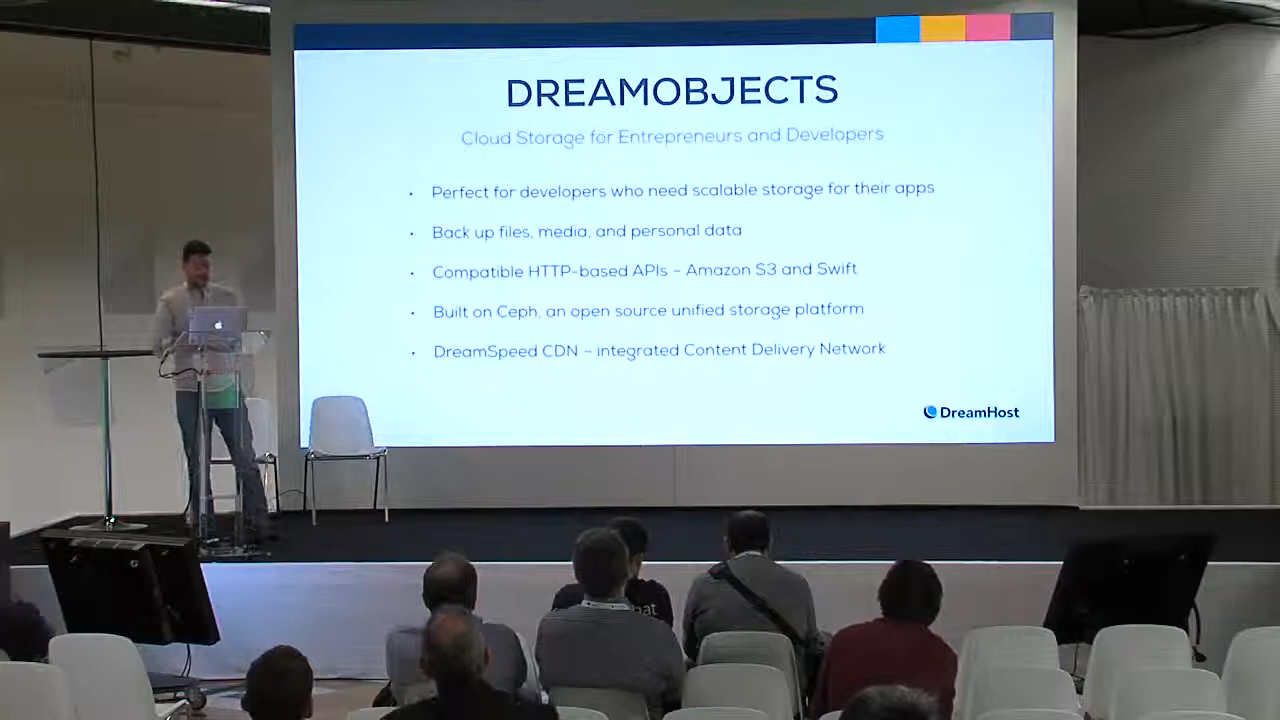 DREAMOBJECTS
Cloud Storage for Entrepreneurs and Developers
· Perfect for developers who need scalable storage for their apps
· Back up files, media, and personal data
· Compatible HTTP-based APIs – Amazon S3 and Swift
· Built on Ceph, an open source unified storage platform
· DreamSpeed CDN – integrated Content Delivery Network
DreamHost